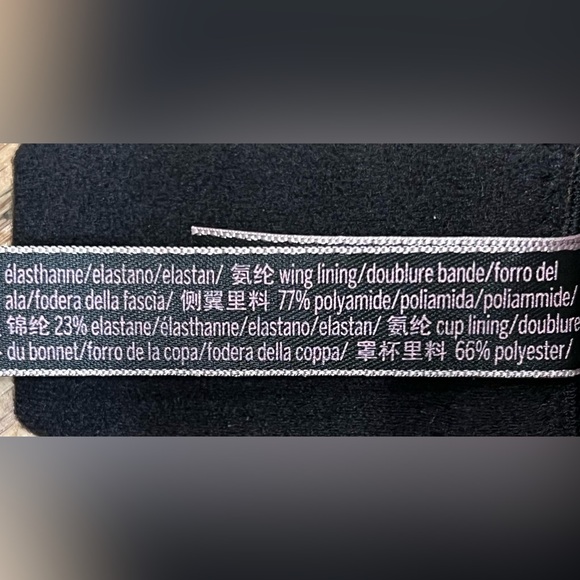 élasthanne/elastano/elastan/ 氨纶 wing lining/doublure bande/forro del
ala/fodera della fascia/ 侧翼里料 77% polyamide/poliamida/poliammide/
锦纶 23% elastane/élasthanne/elastano/elastan/ 氨纶 cup lining/doublure
du bonnet/forro de la copa/fodera della coppa/ 罩杯里料 66% polyester/